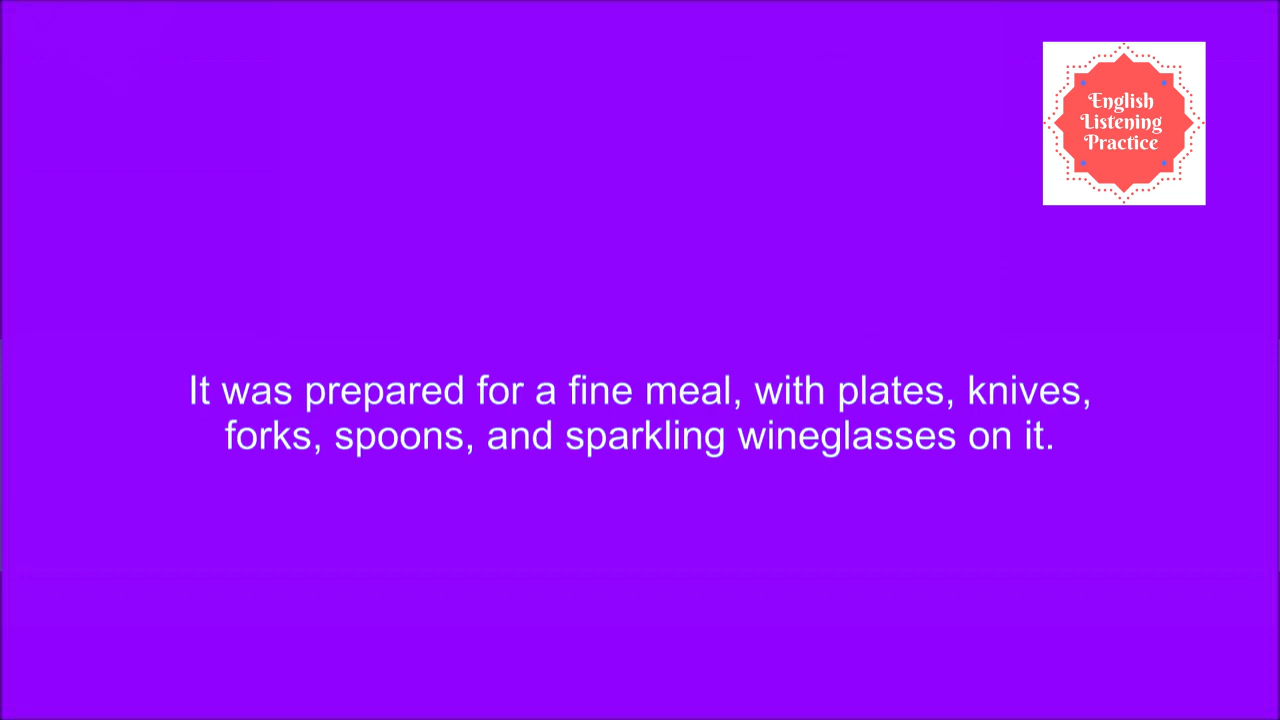 English
Listening
Practice
It was prepared for a fine meal, with plates, knives,
forks, spoons, and sparkling wineglasses on it.